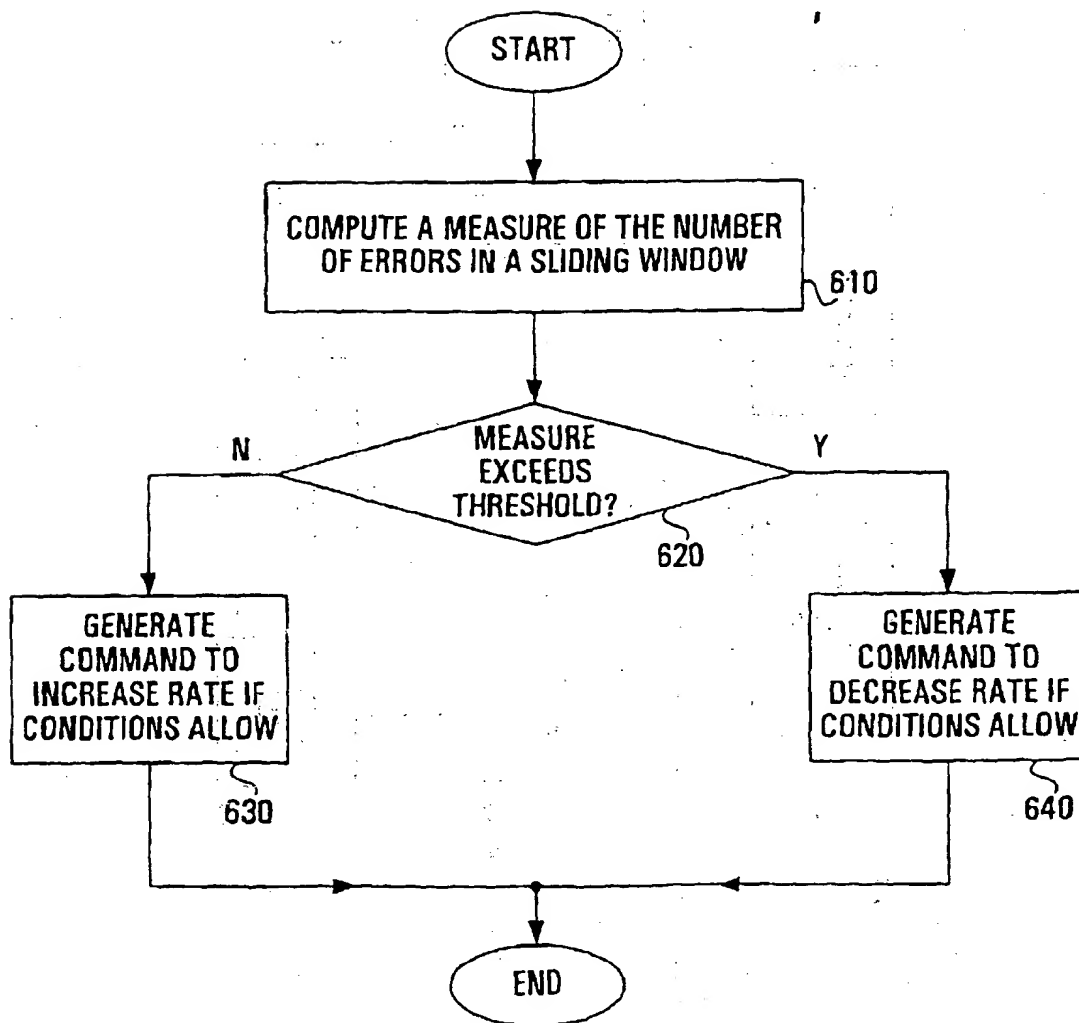 START
COMPUTE A MEASURE OF THE NUMBER
OF ERRORS IN A SLIDING WINDOW
610
N
MEASURE
EXCEEDS
THRESHOLD?
Y
620
GENERATE
COMMAND TO
INCREASE RATE IF
CONDITIONS ALLOW
630
GENERATE
COMMAND TO
DECREASE RATE IF
CONDITIONS ALLOW
640
END